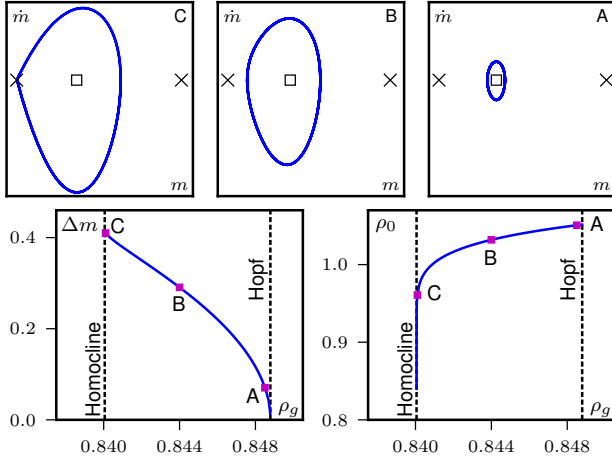 ṁ C
m
ṁ B
m
ṁ A
m
Δm C
B
A
Homocline
Hopf
ρg
0.4
0.2
0.0
0.840 0.844 0.848
ρ0 A
B
C
Homocline
Hopf
ρg
1.0
0.9
0.8
0.840 0.844 0.848